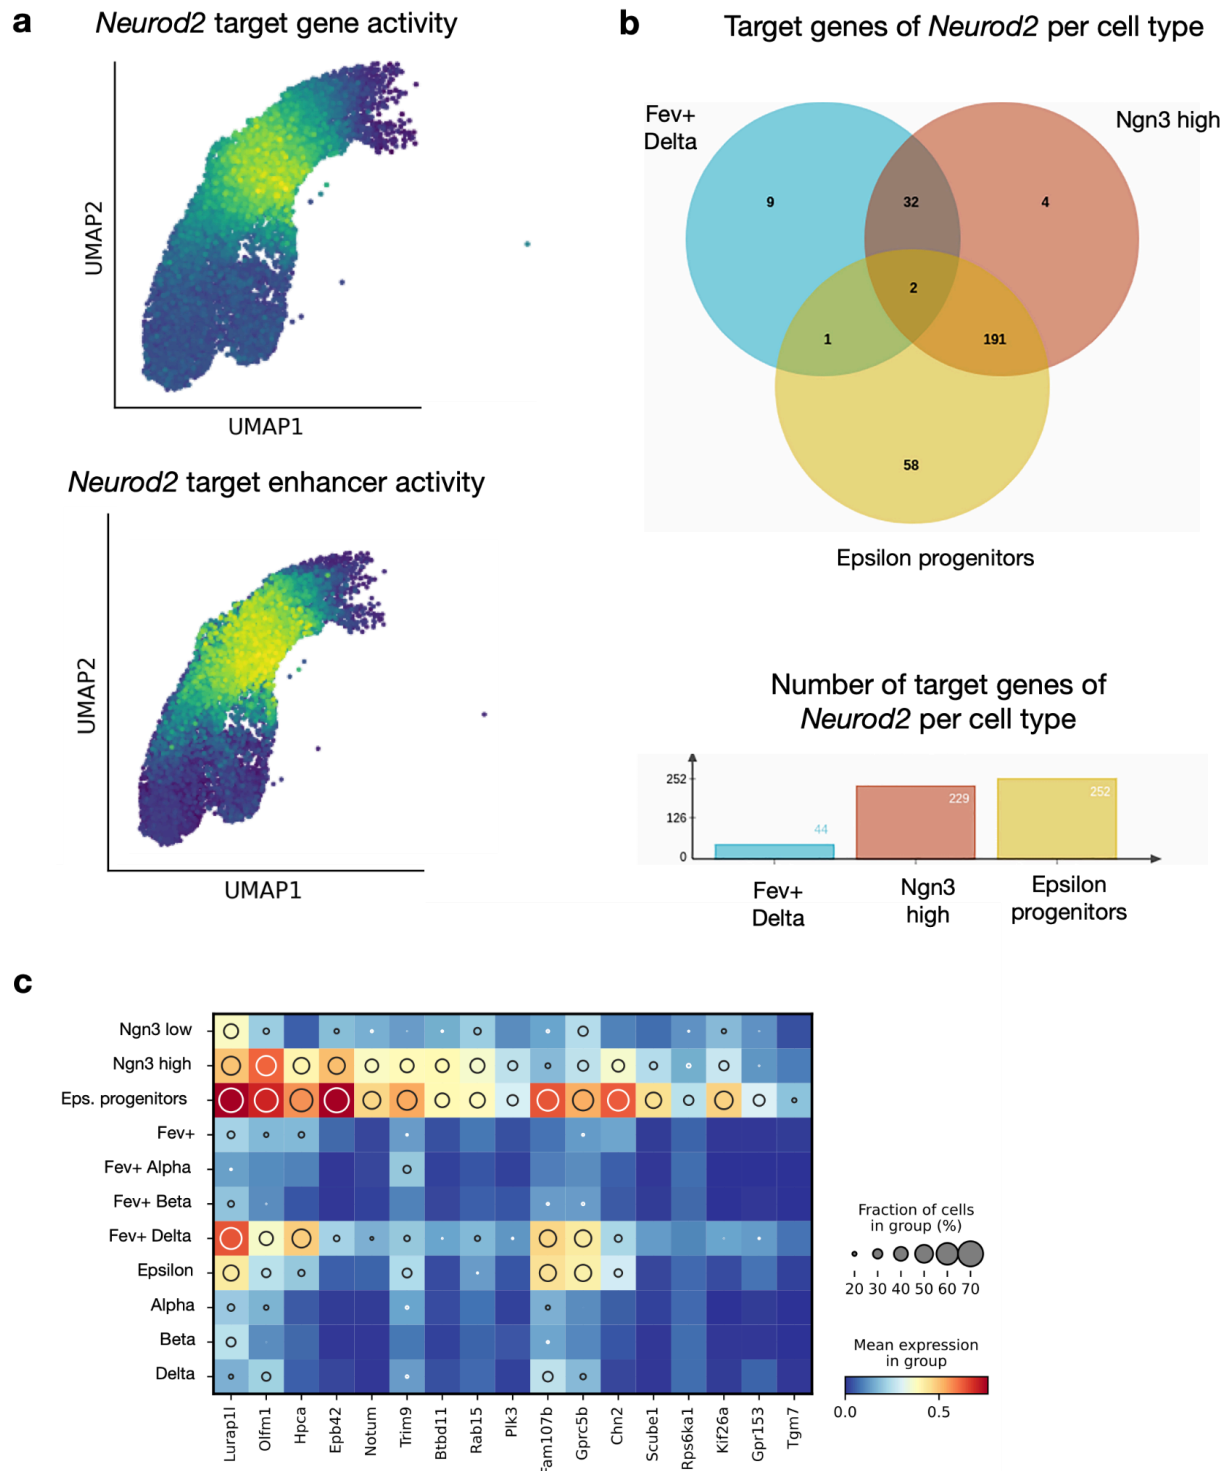 a
Neurod2 target gene activity
UMAP2
UMAP1
Neurod2 target enhancer activity
UMAP2
UMAP1
b
Target genes of Neurod2 per cell type
Fev+
Delta
Ngn3 high
9
32
4
2
1
191
58
Epsilon progenitors
Number of target genes of
Neurod2 per cell type
252
126
0
44
229
252
Fev+
Delta
Ngn3
high
Epsilon
progenitors
c
Ngn3 low
Ngn3 high
Eps. progenitors
Fev+
Fev+ Alpha
Fev+ Beta
Fev+ Delta
Epsilon
Alpha
Beta
Delta
Lurap1l
Olfm1
Hpca
Epb42
Notum
Trim9
Btbd11
Rab15
Plk3
Fam107b
Gprc5b
Chn2
Scube1
Rps6ka1
Kif26a
Gpr153
Tgm7
Fraction of cells
in group (%)
20 30 40 50 60 70
Mean expression
in group
0.0 0.5